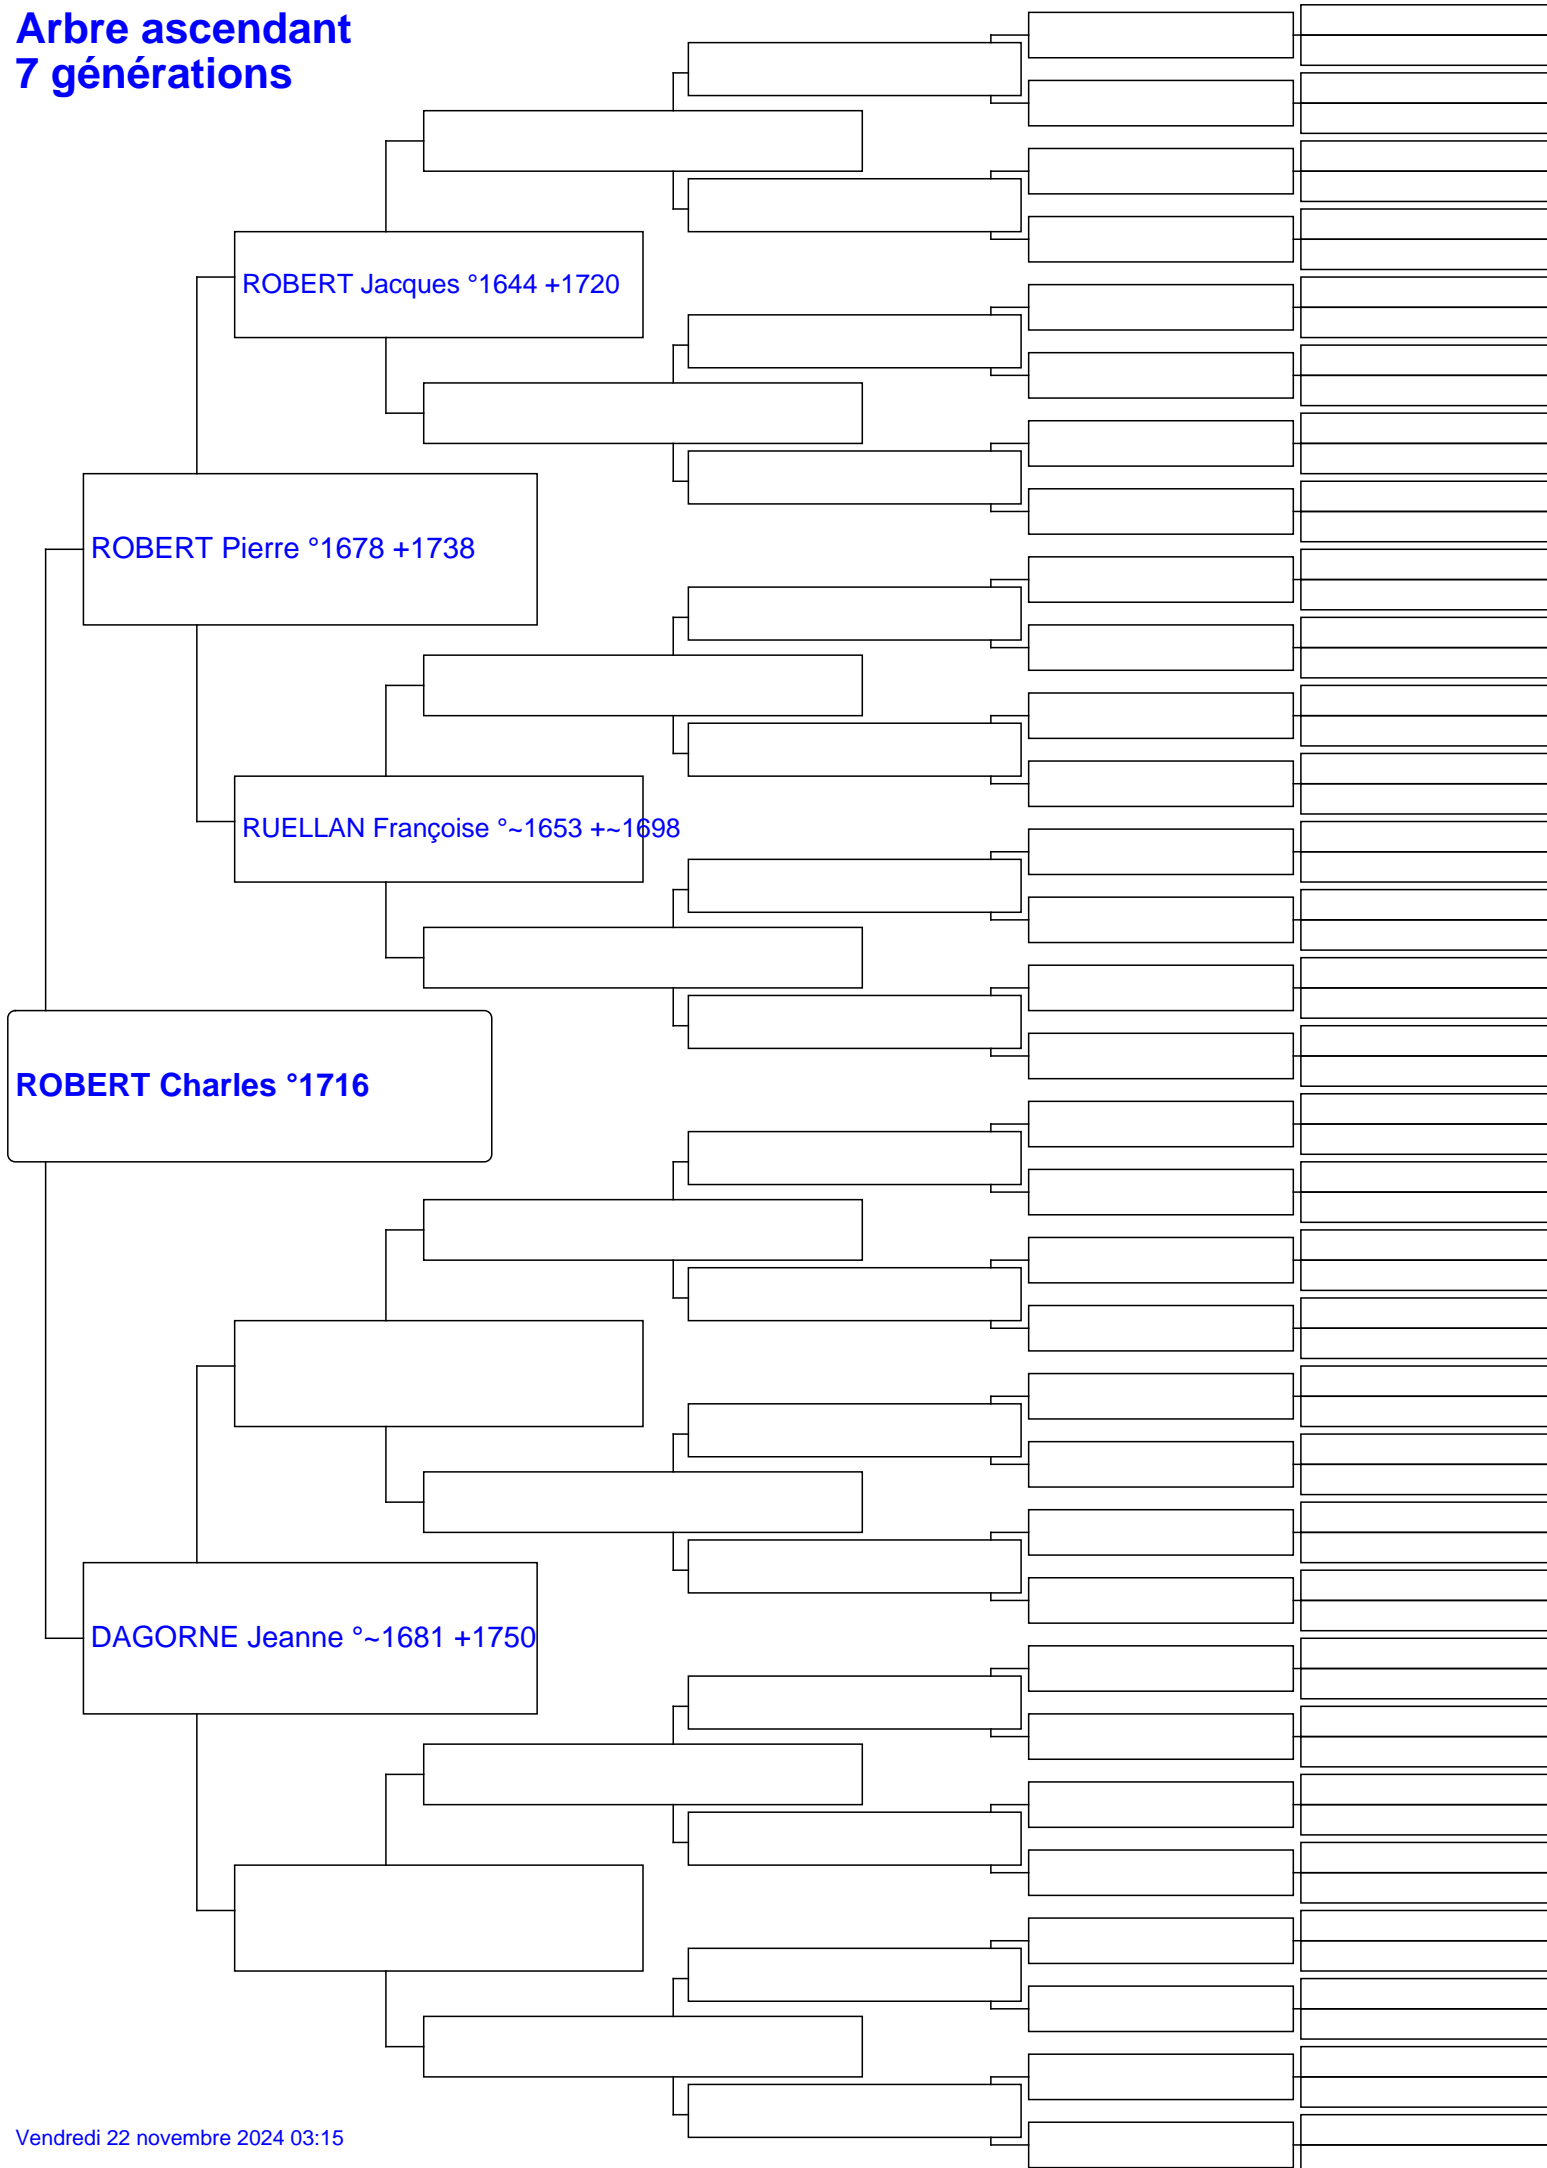 Arbre ascendant
7 générations
ROBERT Jacques °1644 +1720
ROBERT Pierre °1678 +1738
RUELLAN Françoise °~1653 +~1698
ROBERT Charles °1716
DAGORNE Jeanne °~1681 +1750
Vendredi 22 novembre 2024 03:15